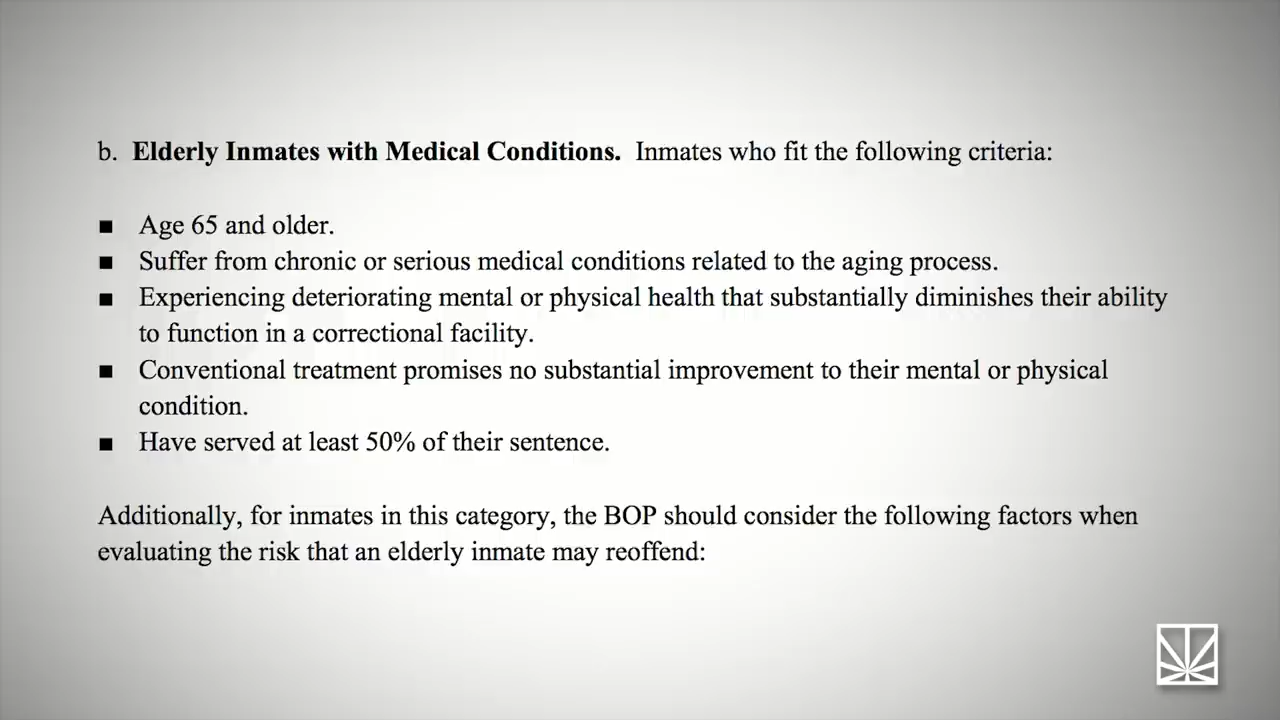 b. Elderly Inmates with Medical Conditions. Inmates who fit the following criteria:
■ Age 65 and older.
■ Suffer from chronic or serious medical conditions related to the aging process.
■ Experiencing deteriorating mental or physical health that substantially diminishes their ability
to function in a correctional facility.
■ Conventional treatment promises no substantial improvement to their mental or physical
condition.
■ Have served at least 50% of their sentence.
Additionally, for inmates in this category, the BOP should consider the following factors when
evaluating the risk that an elderly inmate may reoffend: